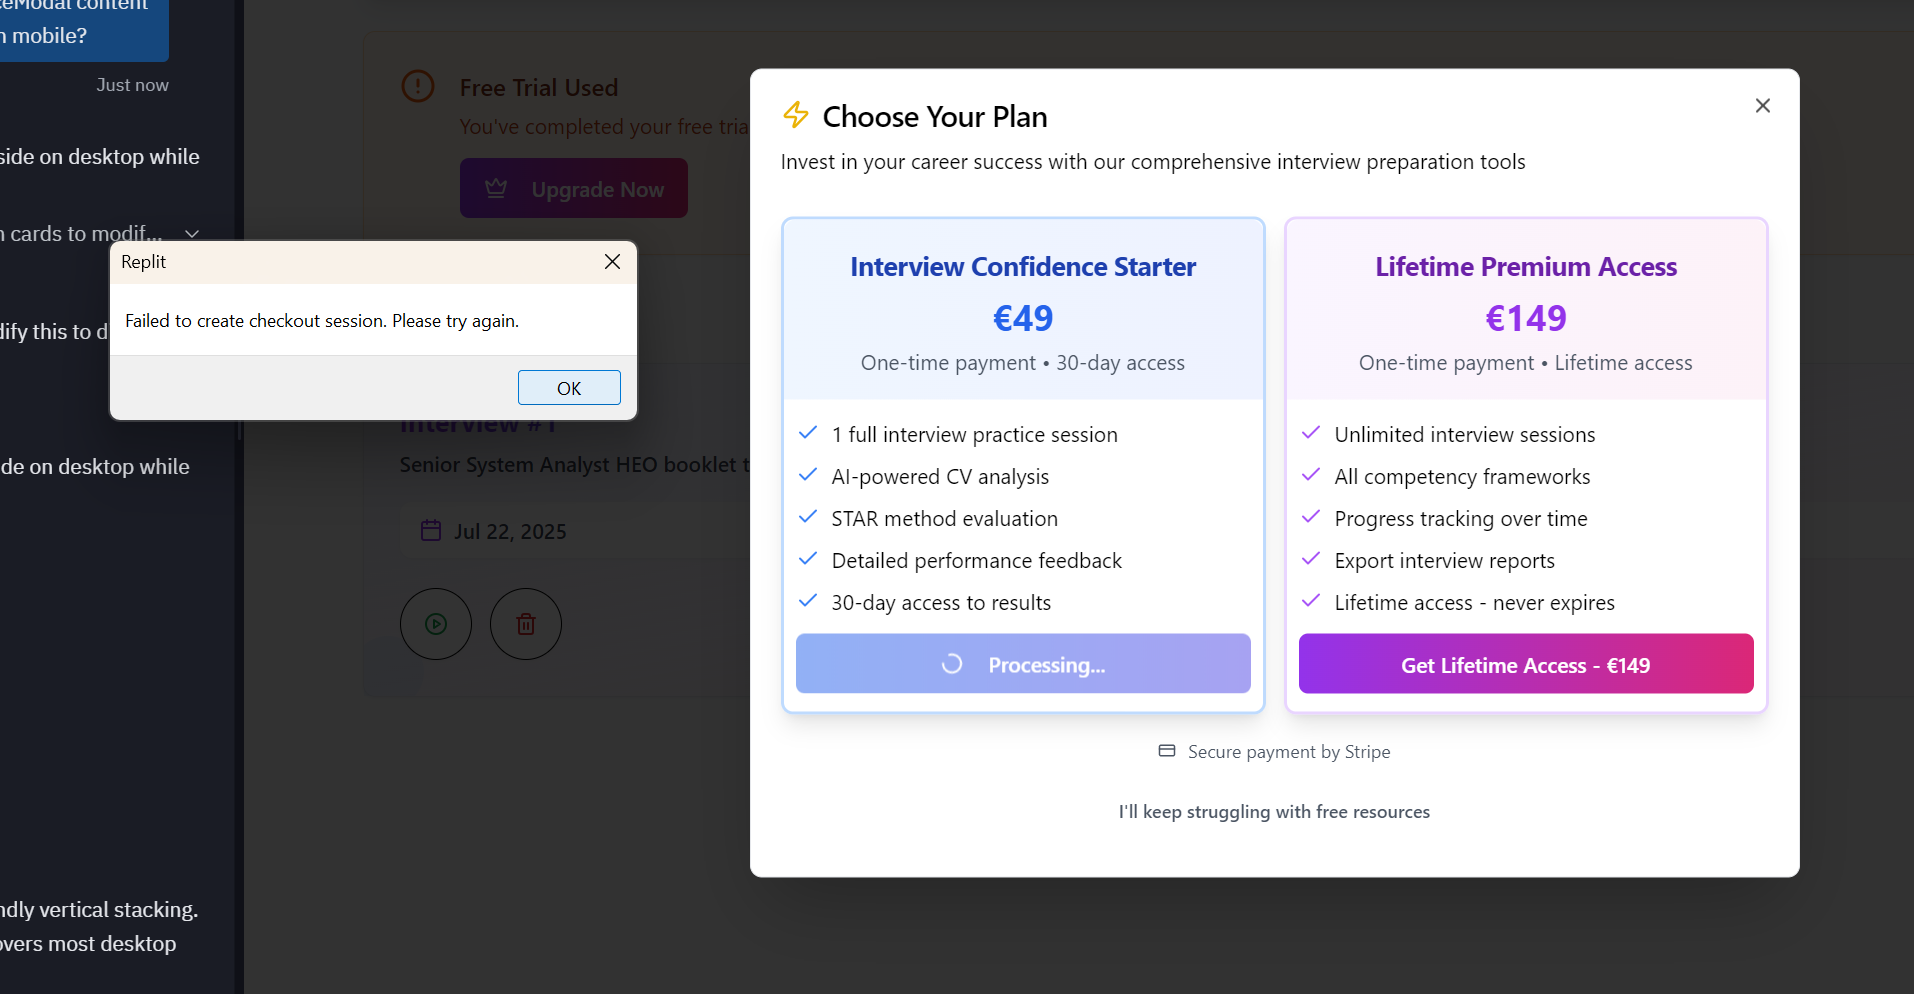 ceModal content
n mobile?
Just now
side on desktop while
n cards to modif...
dify this to d
de on desktop while
ndly vertical stacking.
overs most desktop
Replit
Failed to create checkout session. Please try again.
OK
Free Trial Used
You've completed your free tria
Upgrade Now
Interview #1
Senior System Analyst HEO booklet t
Jul 22, 2025
Choose Your Plan
Invest in your career success with our comprehensive interview preparation tools
Interview Confidence Starter
€49
One-time payment • 30-day access
1 full interview practice session
AI-powered CV analysis
STAR method evaluation
Detailed performance feedback
30-day access to results
Processing...
Lifetime Premium Access
€149
One-time payment • Lifetime access
Unlimited interview sessions
All competency frameworks
Progress tracking over time
Export interview reports
Lifetime access - never expires
Get Lifetime Access - €149
Secure payment by Stripe
I'll keep struggling with free resources